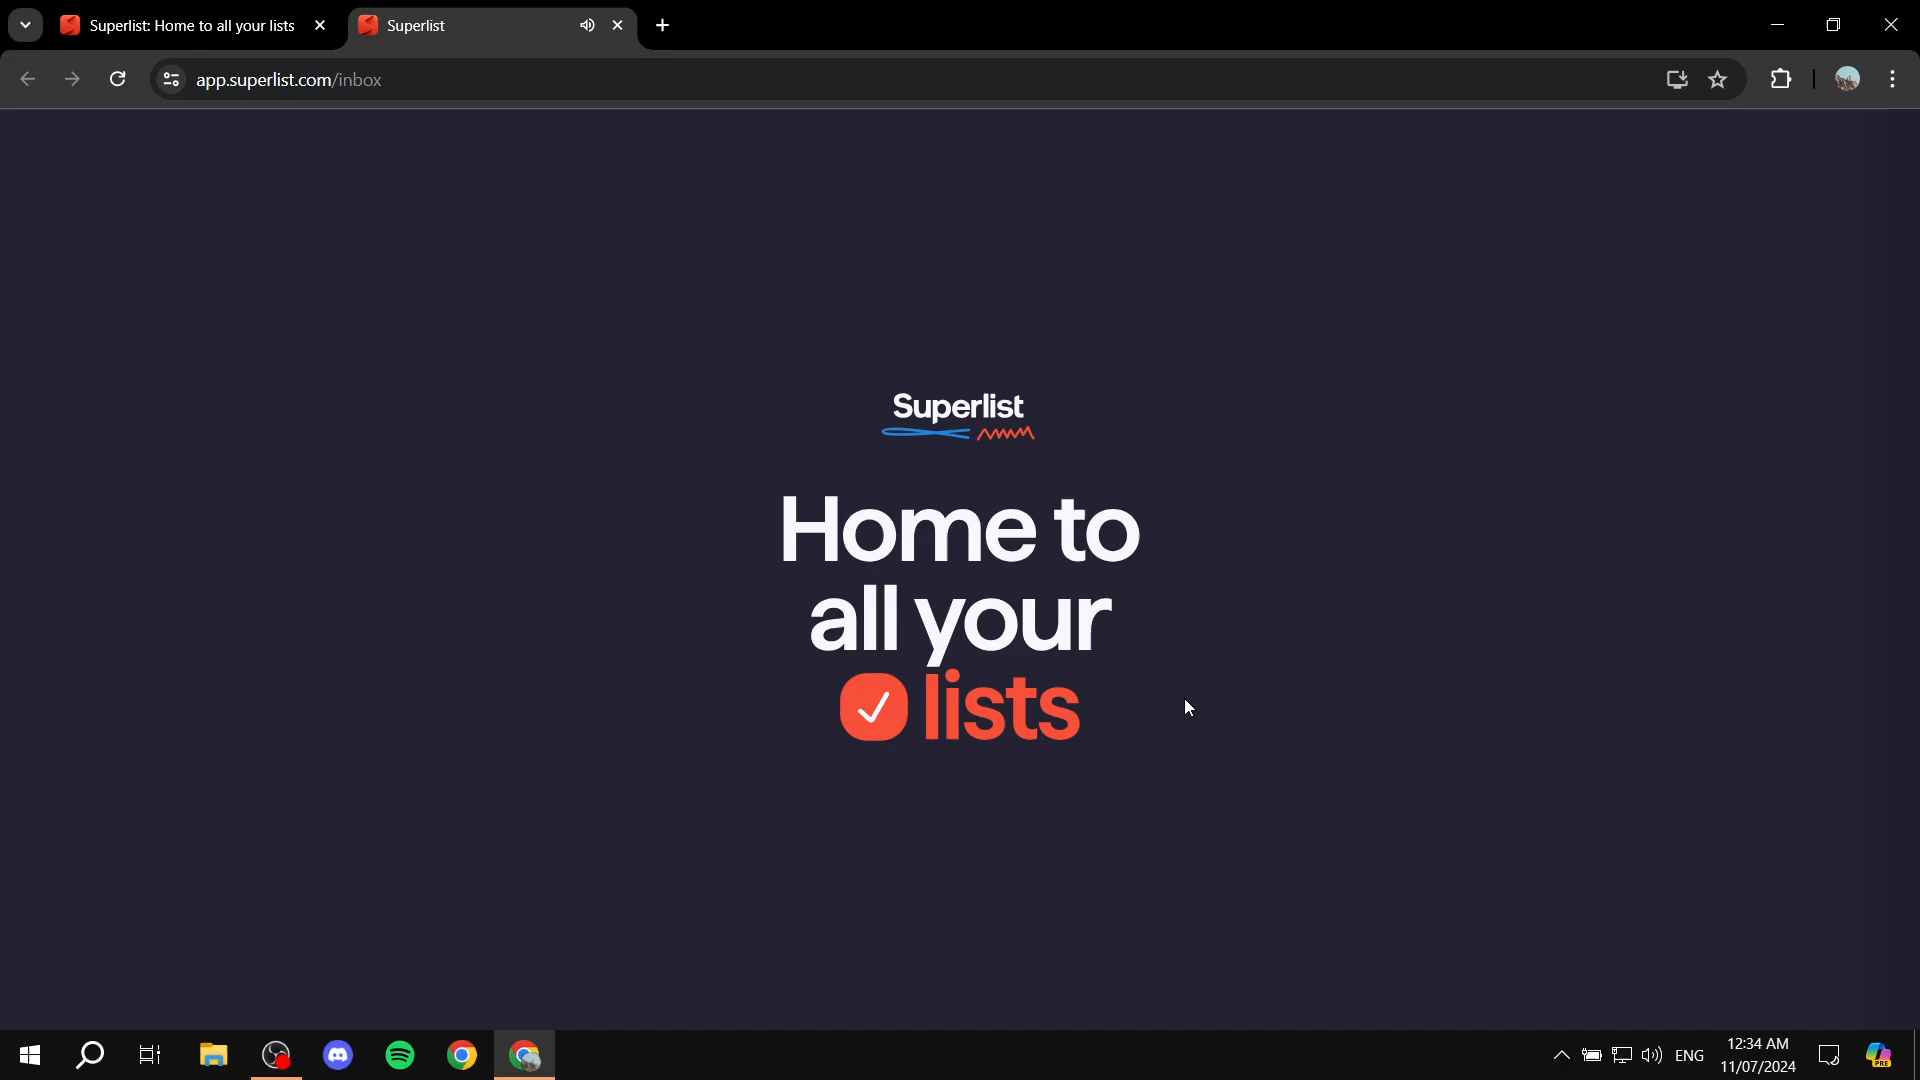 Superlist: Home to all your lists
Superlist
app.superlist.com/inbox
Superlist
Home to
all your
lists
ENG
12:34 AM
11/07/2024
PRE